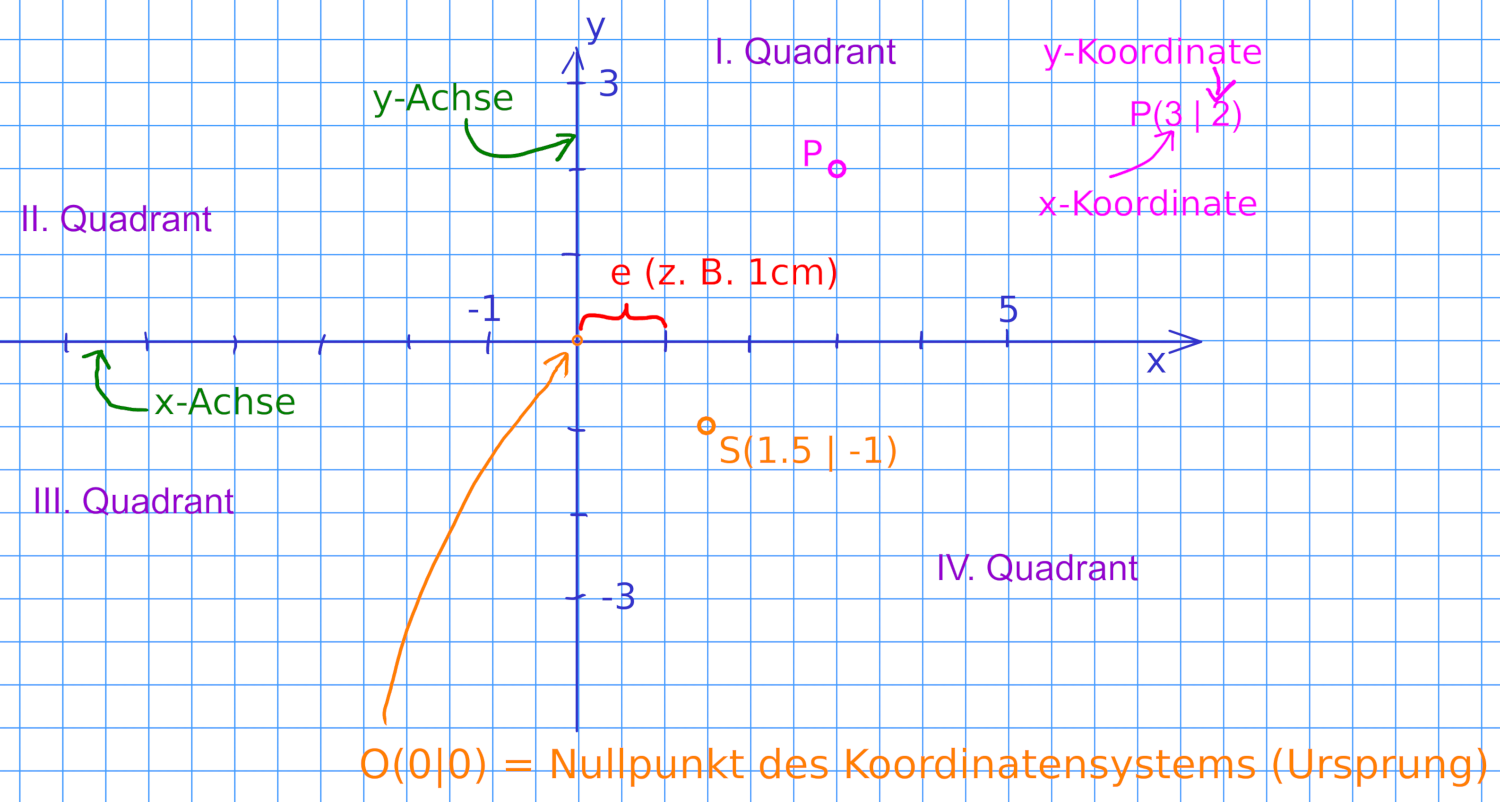 y
I. Quadrant
y-Koordinate
3
y-Achse
P(3 | 2)
P
x-Koordinate
II. Quadrant
e (z. B. 1cm)
-1
5
x
x-Achse
S(1.5 | -1)
III. Quadrant
IV. Quadrant
-3
O(0|0) = Nullpunkt des Koordinatensystems (Ursprung)